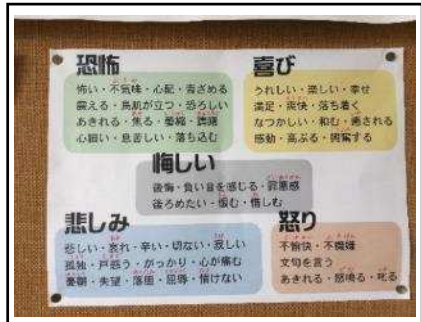 恐怖
怖い・不気味・心配・青ざめる
震える・鳥肌が立つ・恐ろしい
あきれる・焦る・萎縮・躊躇
心細い・息苦しい・落ち込む
喜び
うれしい・楽しい・幸せ
満足・爽快・落ち着く
なつかしい・和む・癒される
感動・高ぶる・興奮する
悔しい
後悔・負い目を感じる・罪悪感
後ろめたい・恨む・惜しむ
悲しみ
悲しい・哀れ・辛い・切ない・寂しい
孤独・戸惑う・がっかり・心が痛む
憂鬱・失望・落胆・屈辱・情けない
怒り
不愉快・不機嫌
文句を言う
あきれる・怒鳴る・叱る